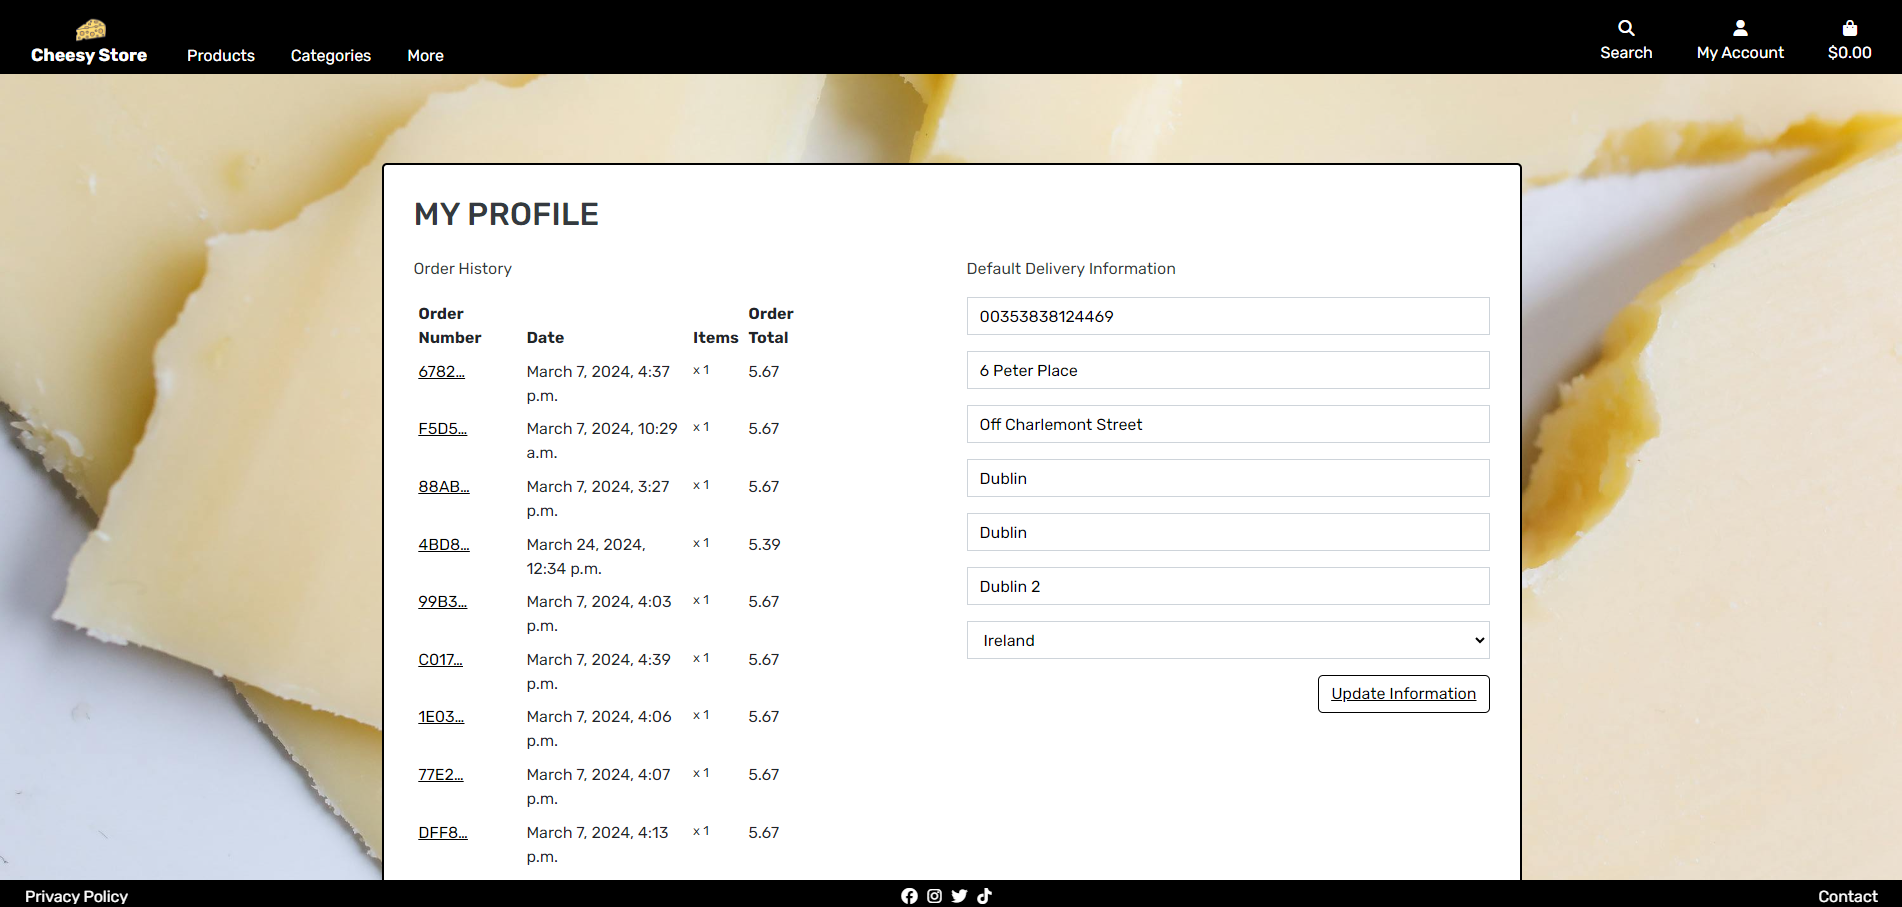 Cheesy Store
Products
Categories
More
Search
My Account
$0.00
MY PROFILE
Order History
Order Number
Date
Items
Order Total
6782...
March 7, 2024, 4:37 p.m.
x 1
5.67
F5D5...
March 7, 2024, 10:29 a.m.
x 1
5.67
88AB...
March 7, 2024, 3:27 p.m.
x 1
5.67
4BD8...
March 24, 2024, 12:34 p.m.
x 1
5.39
99B3...
March 7, 2024, 4:03 p.m.
x 1
5.67
C017...
March 7, 2024, 4:39 p.m.
x 1
5.67
1E03...
March 7, 2024, 4:06 p.m.
x 1
5.67
77E2...
March 7, 2024, 4:07 p.m.
x 1
5.67
DFF8...
March 7, 2024, 4:13 p.m.
x 1
5.67
Default Delivery Information
00353838124469
6 Peter Place
Off Charlemont Street
Dublin
Dublin
Dublin 2
Ireland
Update Information
Privacy Policy
Contact